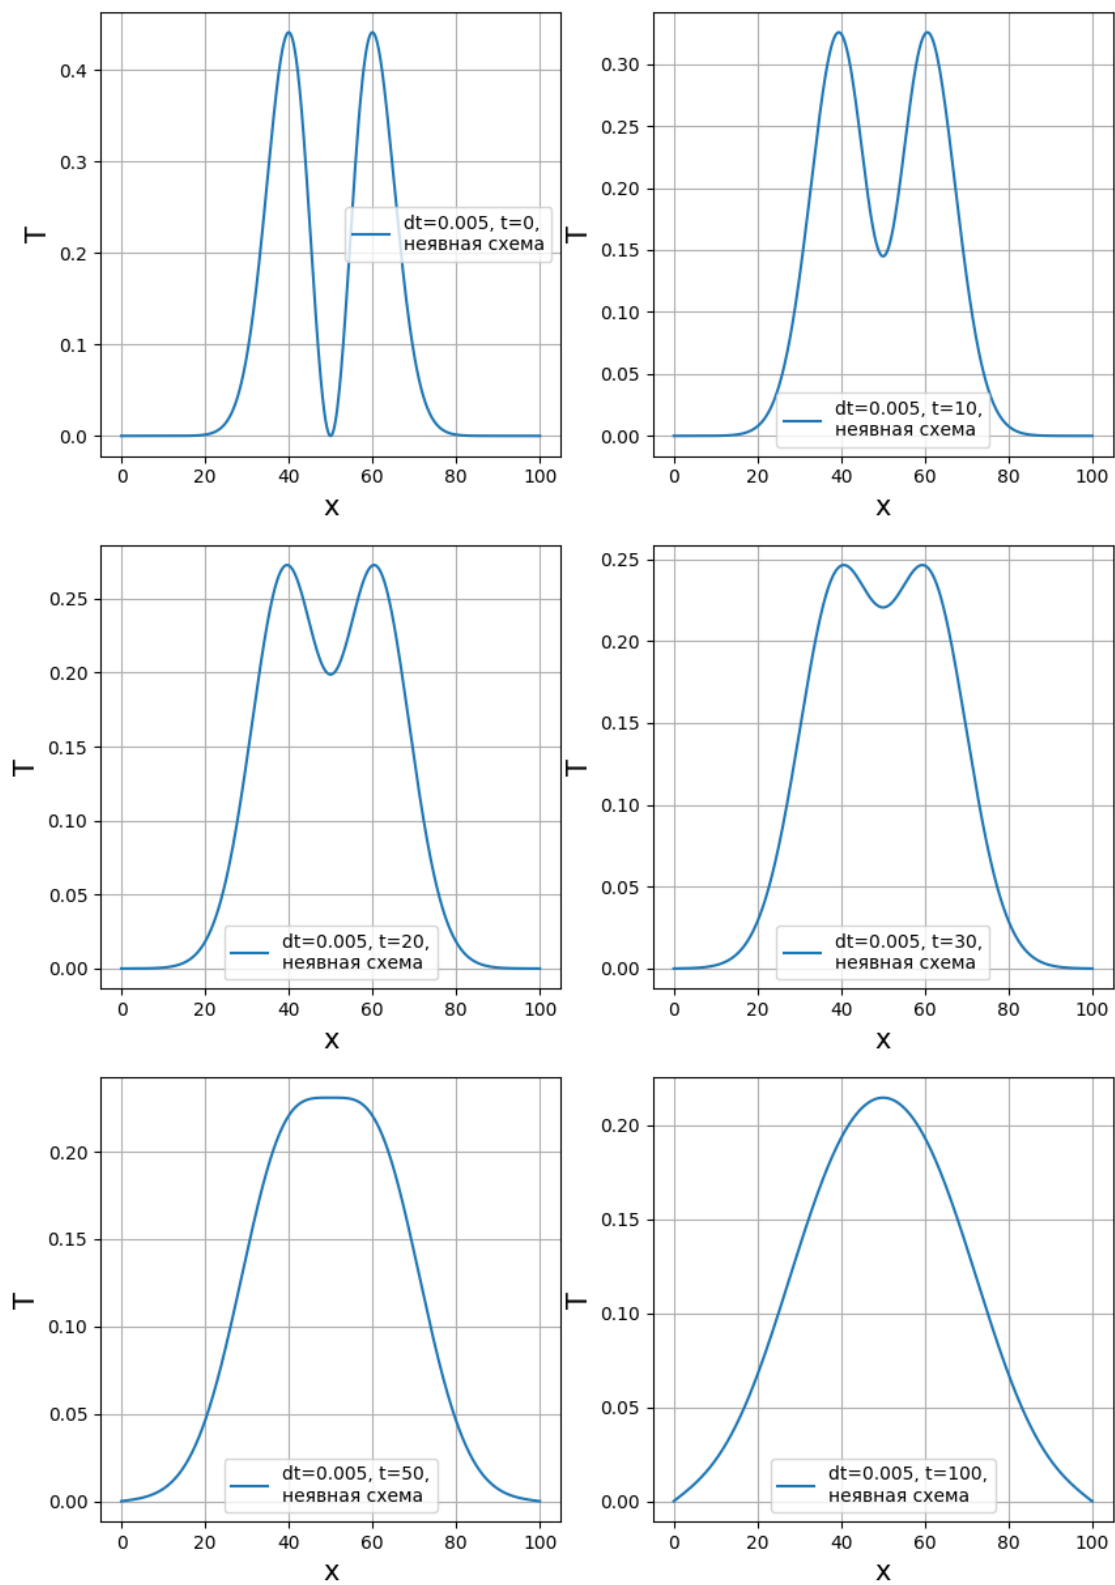 0.4
0.3
0.2
0.1
0.0
T
dt=0.005, t=0,
неявная схема
0 20 40 60 80 100
x
0.30
0.25
0.20
0.15
0.10
0.05
0.00
T
dt=0.005, t=10,
неявная схема
0 20 40 60 80 100
x
0.25
0.20
0.15
0.10
0.05
0.00
T
dt=0.005, t=20,
неявная схема
0 20 40 60 80 100
x
0.25
0.20
0.15
0.10
0.05
0.00
T
dt=0.005, t=30,
неявная схема
0 20 40 60 80 100
x
0.20
0.15
0.10
0.05
0.00
T
dt=0.005, t=50,
неявная схема
0 20 40 60 80 100
x
0.20
0.15
0.10
0.05
0.00
T
dt=0.005, t=100,
неявная схема
0 20 40 60 80 100
x